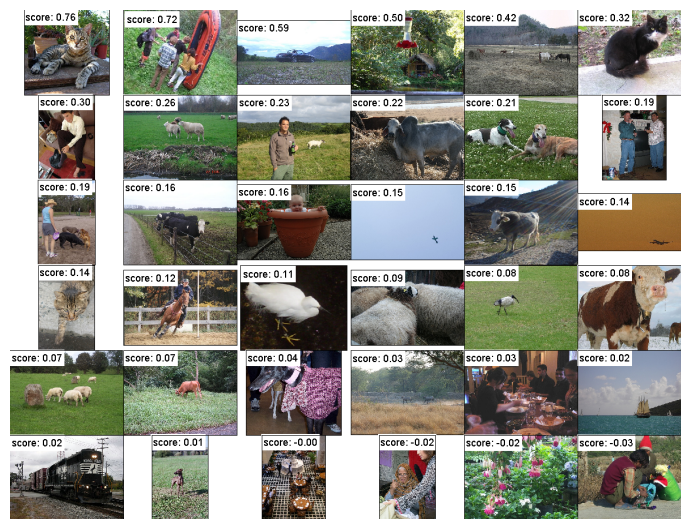 score: 0.76
score: 0.72
score: 0.59
score: 0.50
score: 0.42
score: 0.32
score: 0.30
score: 0.26
score: 0.23
score: 0.22
score: 0.21
score: 0.19
score: 0.19
score: 0.16
score: 0.16
score: 0.15
score: 0.15
score: 0.14
score: 0.14
score: 0.12
score: 0.11
score: 0.09
score: 0.08
score: 0.08
score: 0.07
score: 0.07
score: 0.04
score: 0.03
score: 0.03
score: 0.02
score: 0.02
score: 0.01
score: -0.00
score: -0.02
score: -0.02
score: -0.03